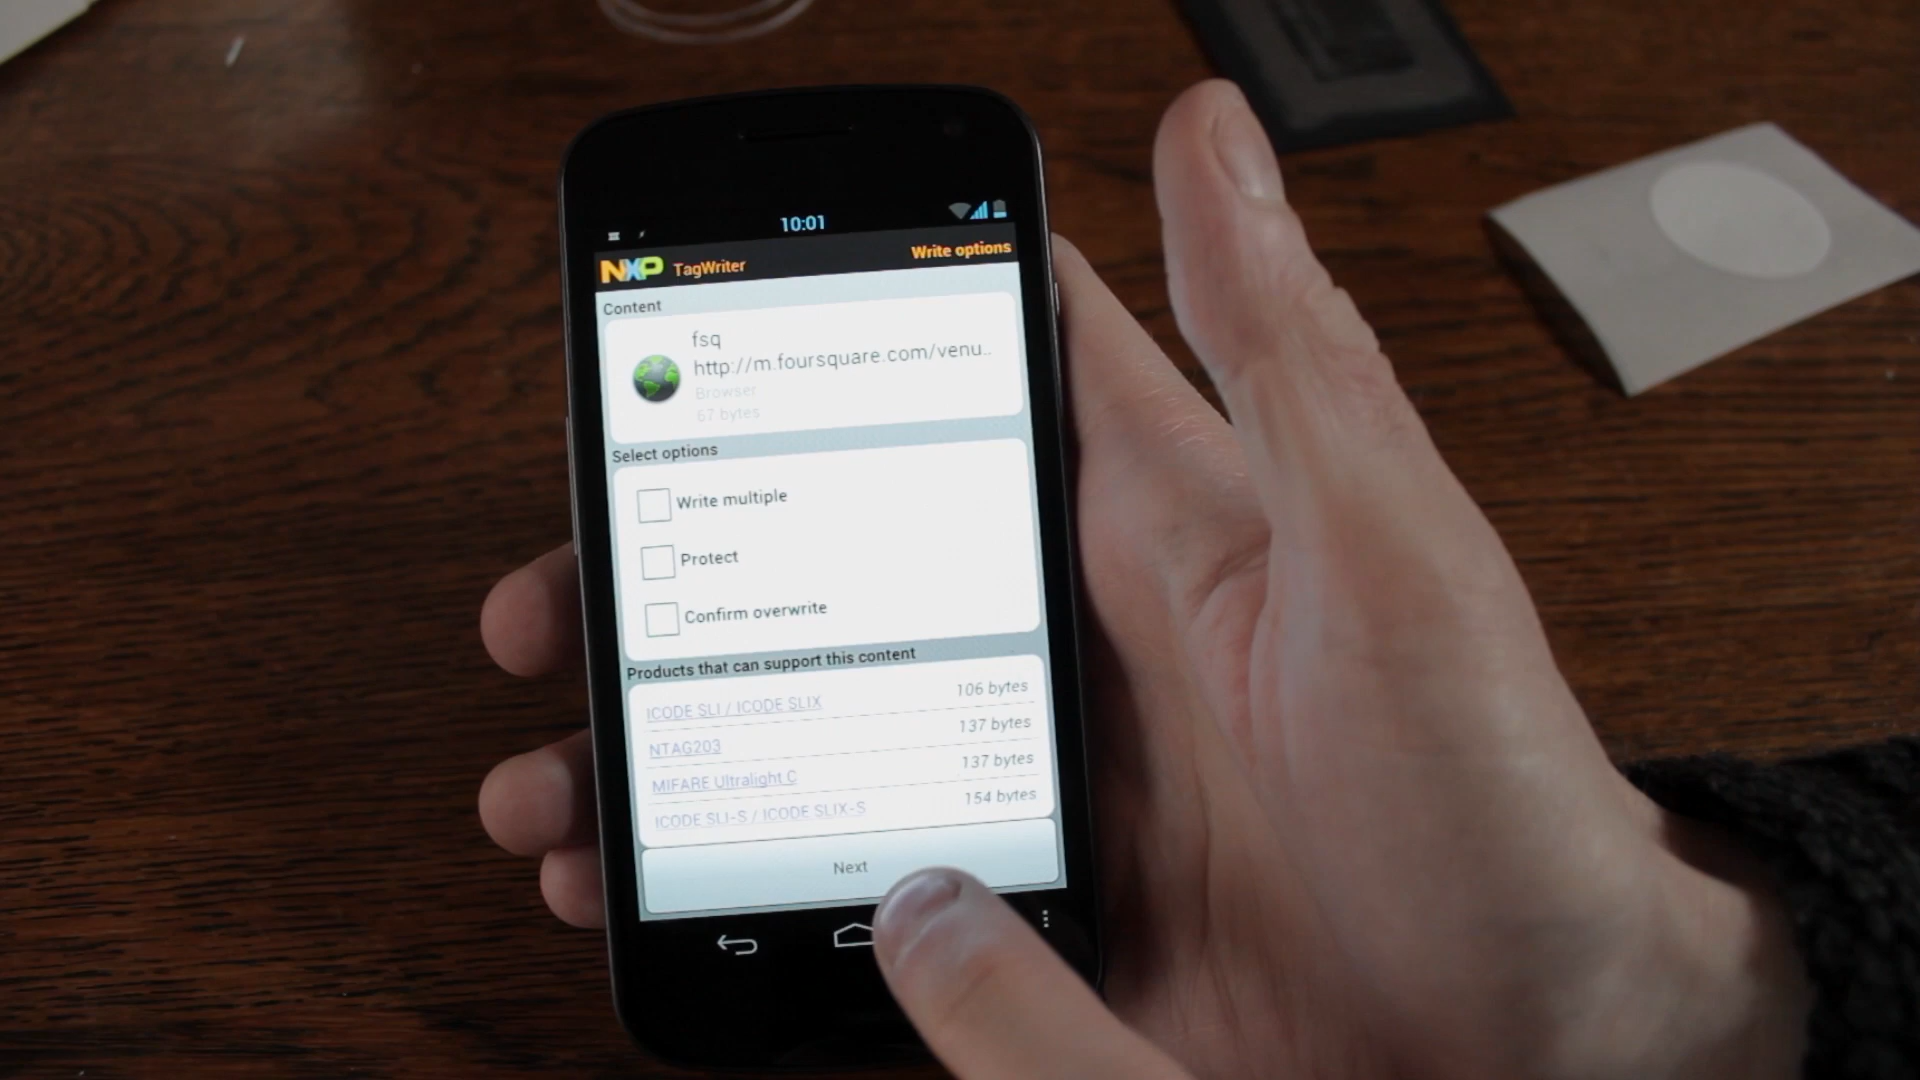 10:01
NXP TagWriter Write options
Content
fsq
http://m.foursquare.com/venu..
Browser
67 bytes
Select options
Write multiple
Protect
Confirm overwrite
Products that can support this content
ICODE SLI / ICODE SLIX 106 bytes
NTAG203 137 bytes
MIFARE Ultralight C 137 bytes
ICODE SLI-S / ICODE SLIX-S 154 bytes
Next